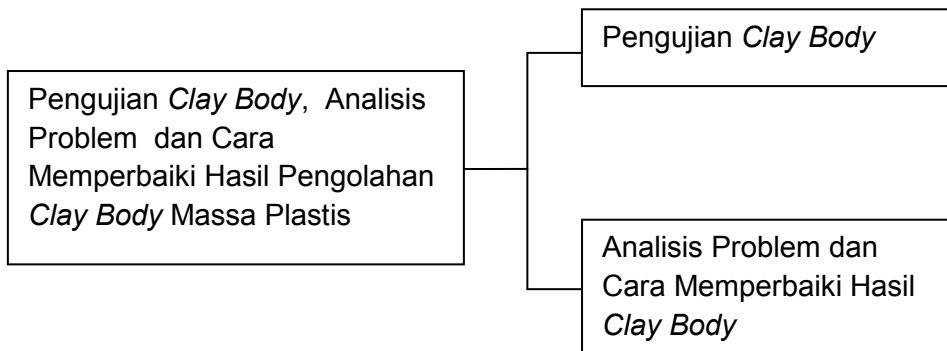 Pengujian Clay Body
Pengujian Clay Body, Analisis
Problem dan Cara
Memperbaiki Hasil Pengolahan
Clay Body Massa Plastis
Analisis Problem dan
Cara Memperbaiki Hasil
Clay Body